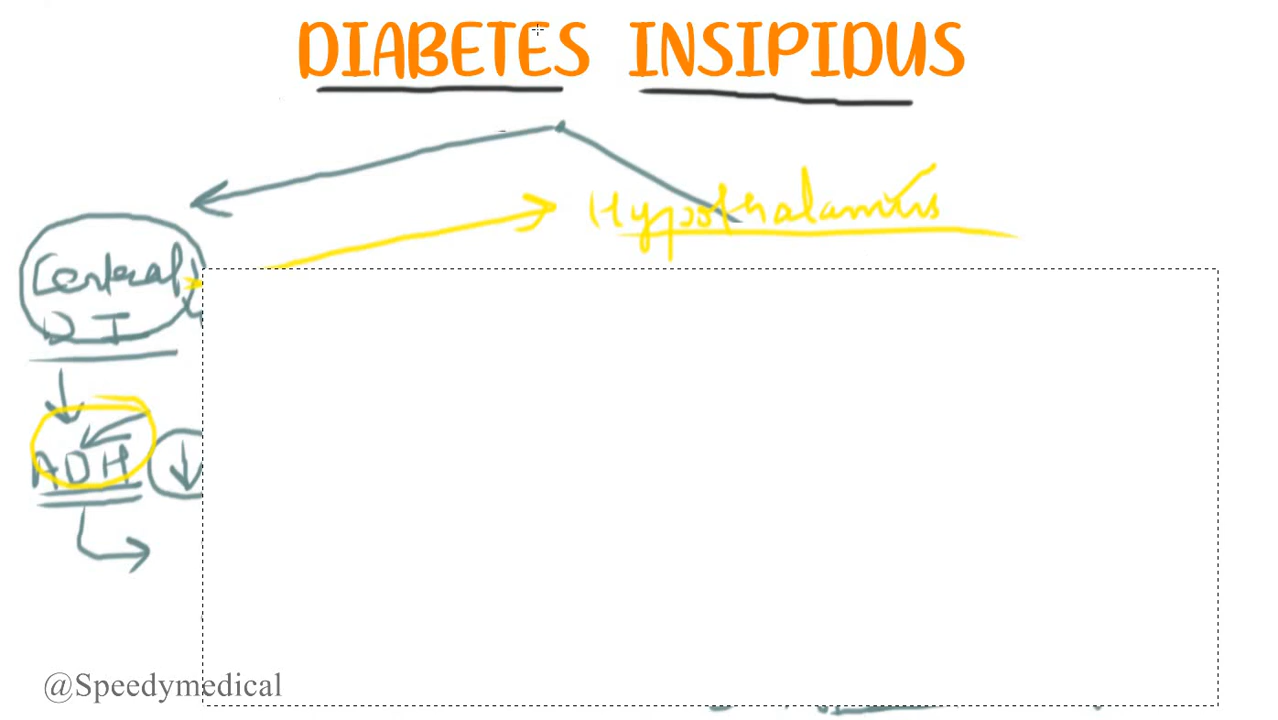 DIABETES INSIPIDUS
Hypothalamus
Central
DI
ADH
@Speedymedical